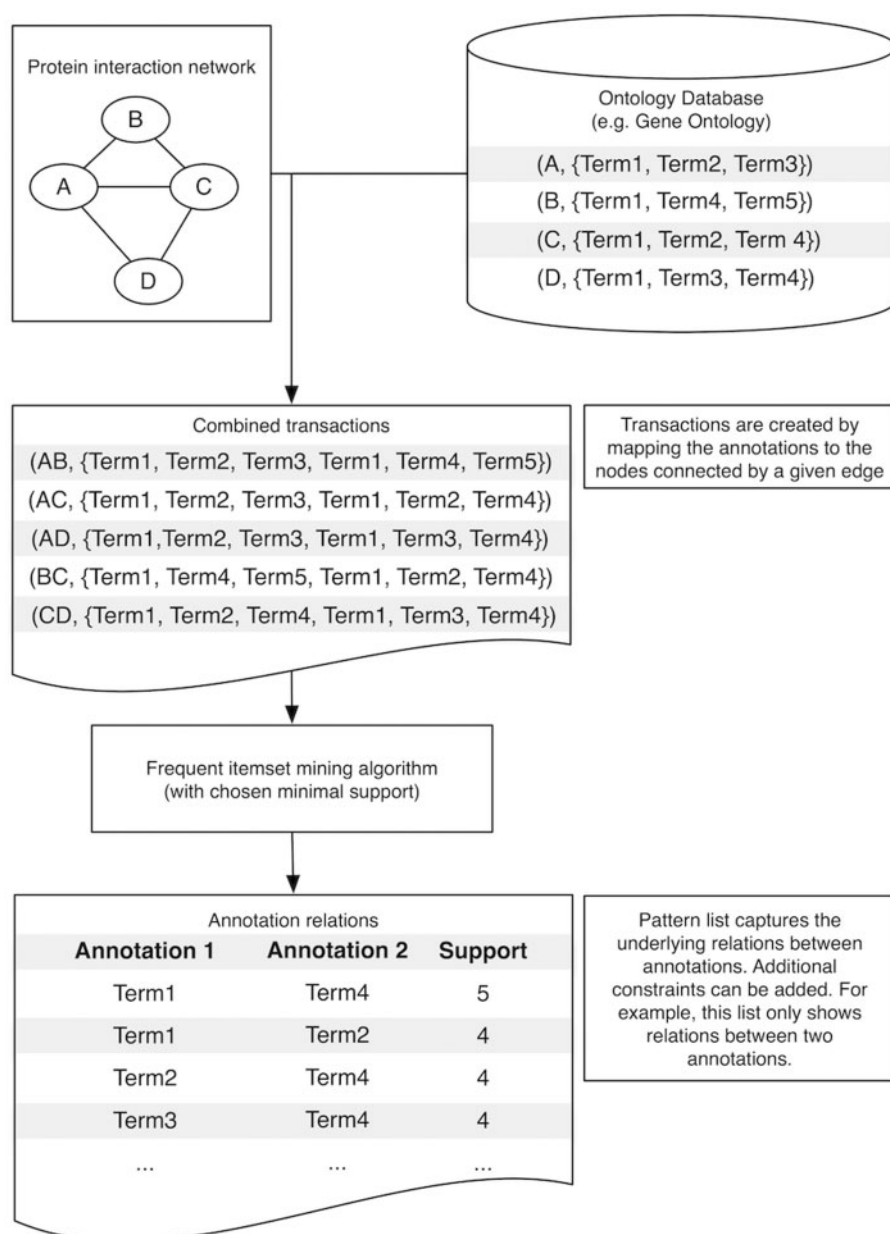 Protein interaction network
B
A
C
D
Ontology Database
(e.g. Gene Ontology)
(A, {Term1, Term2, Term3})
(B, {Term1, Term4, Term5})
(C, {Term1, Term2, Term 4})
(D, {Term1, Term3, Term4})
Combined transactions
(AB, {Term1, Term2, Term3, Term1, Term4, Term5})
(AC, {Term1, Term2, Term3, Term1, Term2, Term4})
(AD, {Term1,Term2, Term3, Term1, Term3, Term4})
(BC, {Term1, Term4, Term5, Term1, Term2, Term4})
(CD, {Term1, Term2, Term4, Term1, Term3, Term4})
Transactions are created by
mapping the annotations to the
nodes connected by a given edge
Frequent itemset mining algorithm
(with chosen minimal support)
Annotation relations
Annotation 1 Annotation 2 Support
Term1 Term4 5
Term1 Term2 4
Term2 Term4 4
Term3 Term4 4
... ... ...
Pattern list captures the
underlying relations between
annotations. Additional
constraints can be added. For
example, this list only shows
relations between two
annotations.